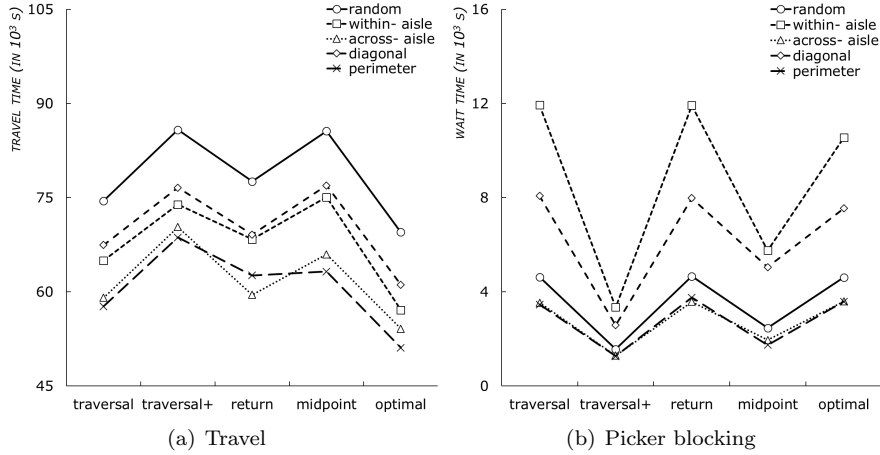 105
90
75
60
45
TRAVEL TIME (IN 10³ s)
random
within- aisle
across- aisle
diagonal
perimeter
traversal traversal+ return midpoint optimal
(a) Travel
16
12
8
4
0
WAIT TIME (IN 10³ s)
random
within- aisle
across- aisle
diagonal
perimeter
traversal traversal+ return midpoint optimal
(b) Picker blocking